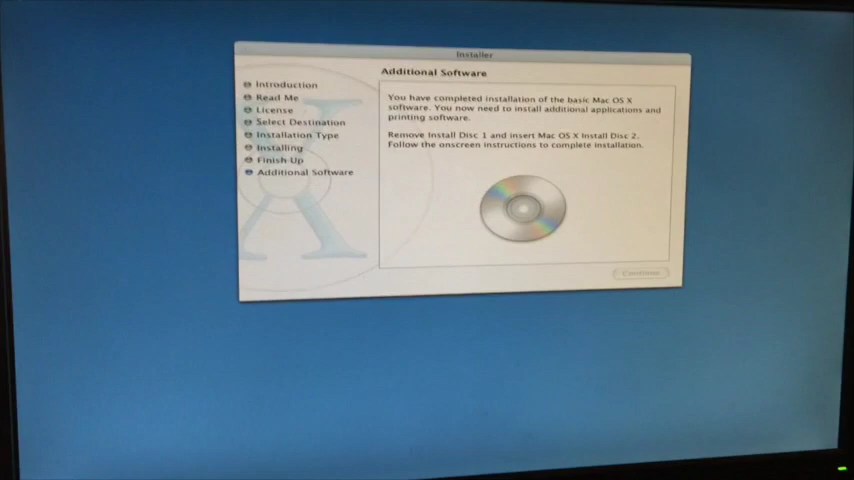 Installer
Additional Software
Introduction
Read Me
License
Select Destination
Installation Type
Installing
Finish Up
Additional Software
You have completed installation of the basic Mac OS X
software. You now need to install additional applications and
printing software.
Remove Install Disc 1 and insert Mac OS X Install Disc 2.
Follow the onscreen instructions to complete installation.
Continue